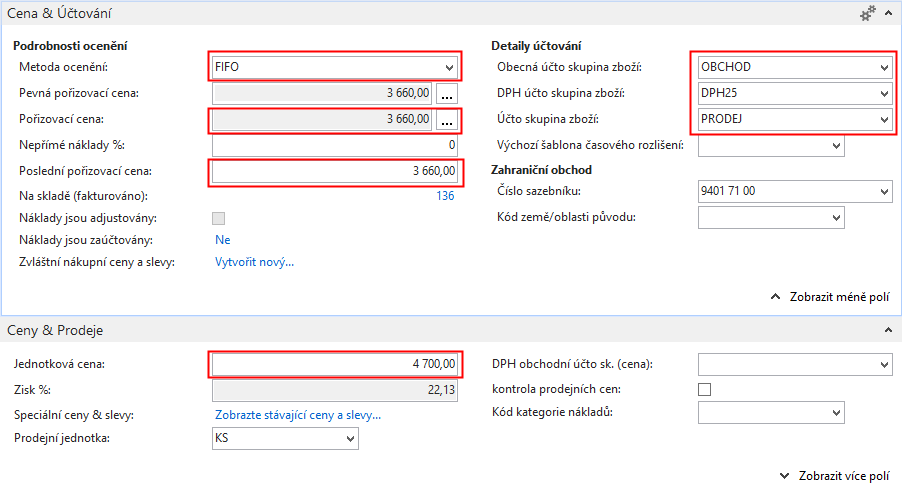 Cena & Účtování
Podrobnosti ocenění
Metoda ocenění: FIFO
Pevná pořizovací cena: 3 660,00 ...
Pořizovací cena: 3 660,00 ...
Nepřímé náklady %: 0
Poslední pořizovací cena: 3 660,00
Na skladě (fakturováno): 136
Náklady jsou adjustovány:
Náklady jsou zaúčtovány: Ne
Zvláštní nákupní ceny a slevy: Vytvořit nový...
Detaily účtování
Obecná účto skupina zboží: OBCHOD
DPH účto skupina zboží: DPH25
Účto skupina zboží: PRODEJ
Výchozí šablona časového rozlišení:
Zahraniční obchod
Číslo sazebníku: 9401 71 00
Kód země/oblasti původu:
Zobrazit méně polí
Ceny & Prodeje
Jednotková cena: 4 700,00
Zisk %: 22,13
Speciální ceny & slevy: Zobrazte stávající ceny a slevy...
Prodejní jednotka: KS
DPH obchodní účto sk. (cena):
kontrola prodejních cen:
Kód kategorie nákladů:
Zobrazit více polí